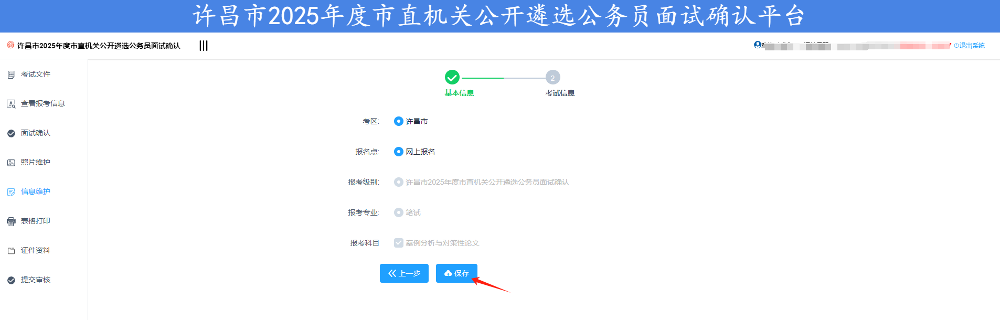 许昌市2025年度市直机关公开遴选公务员面试确认平台
许昌市2025年度市直机关公开遴选公务员面试确认
退出系统
考试文件
查看报考信息
面试确认
照片维护
信息维护
表格打印
证件资料
提交审核
2
基本信息
考试信息
考区: 许昌市
报名点: 网上报名
报考级别: 许昌市2025年度市直机关公开遴选公务员面试确认
报考专业: 笔试
报考科目 案例分析与对策性论文
上一步 保存